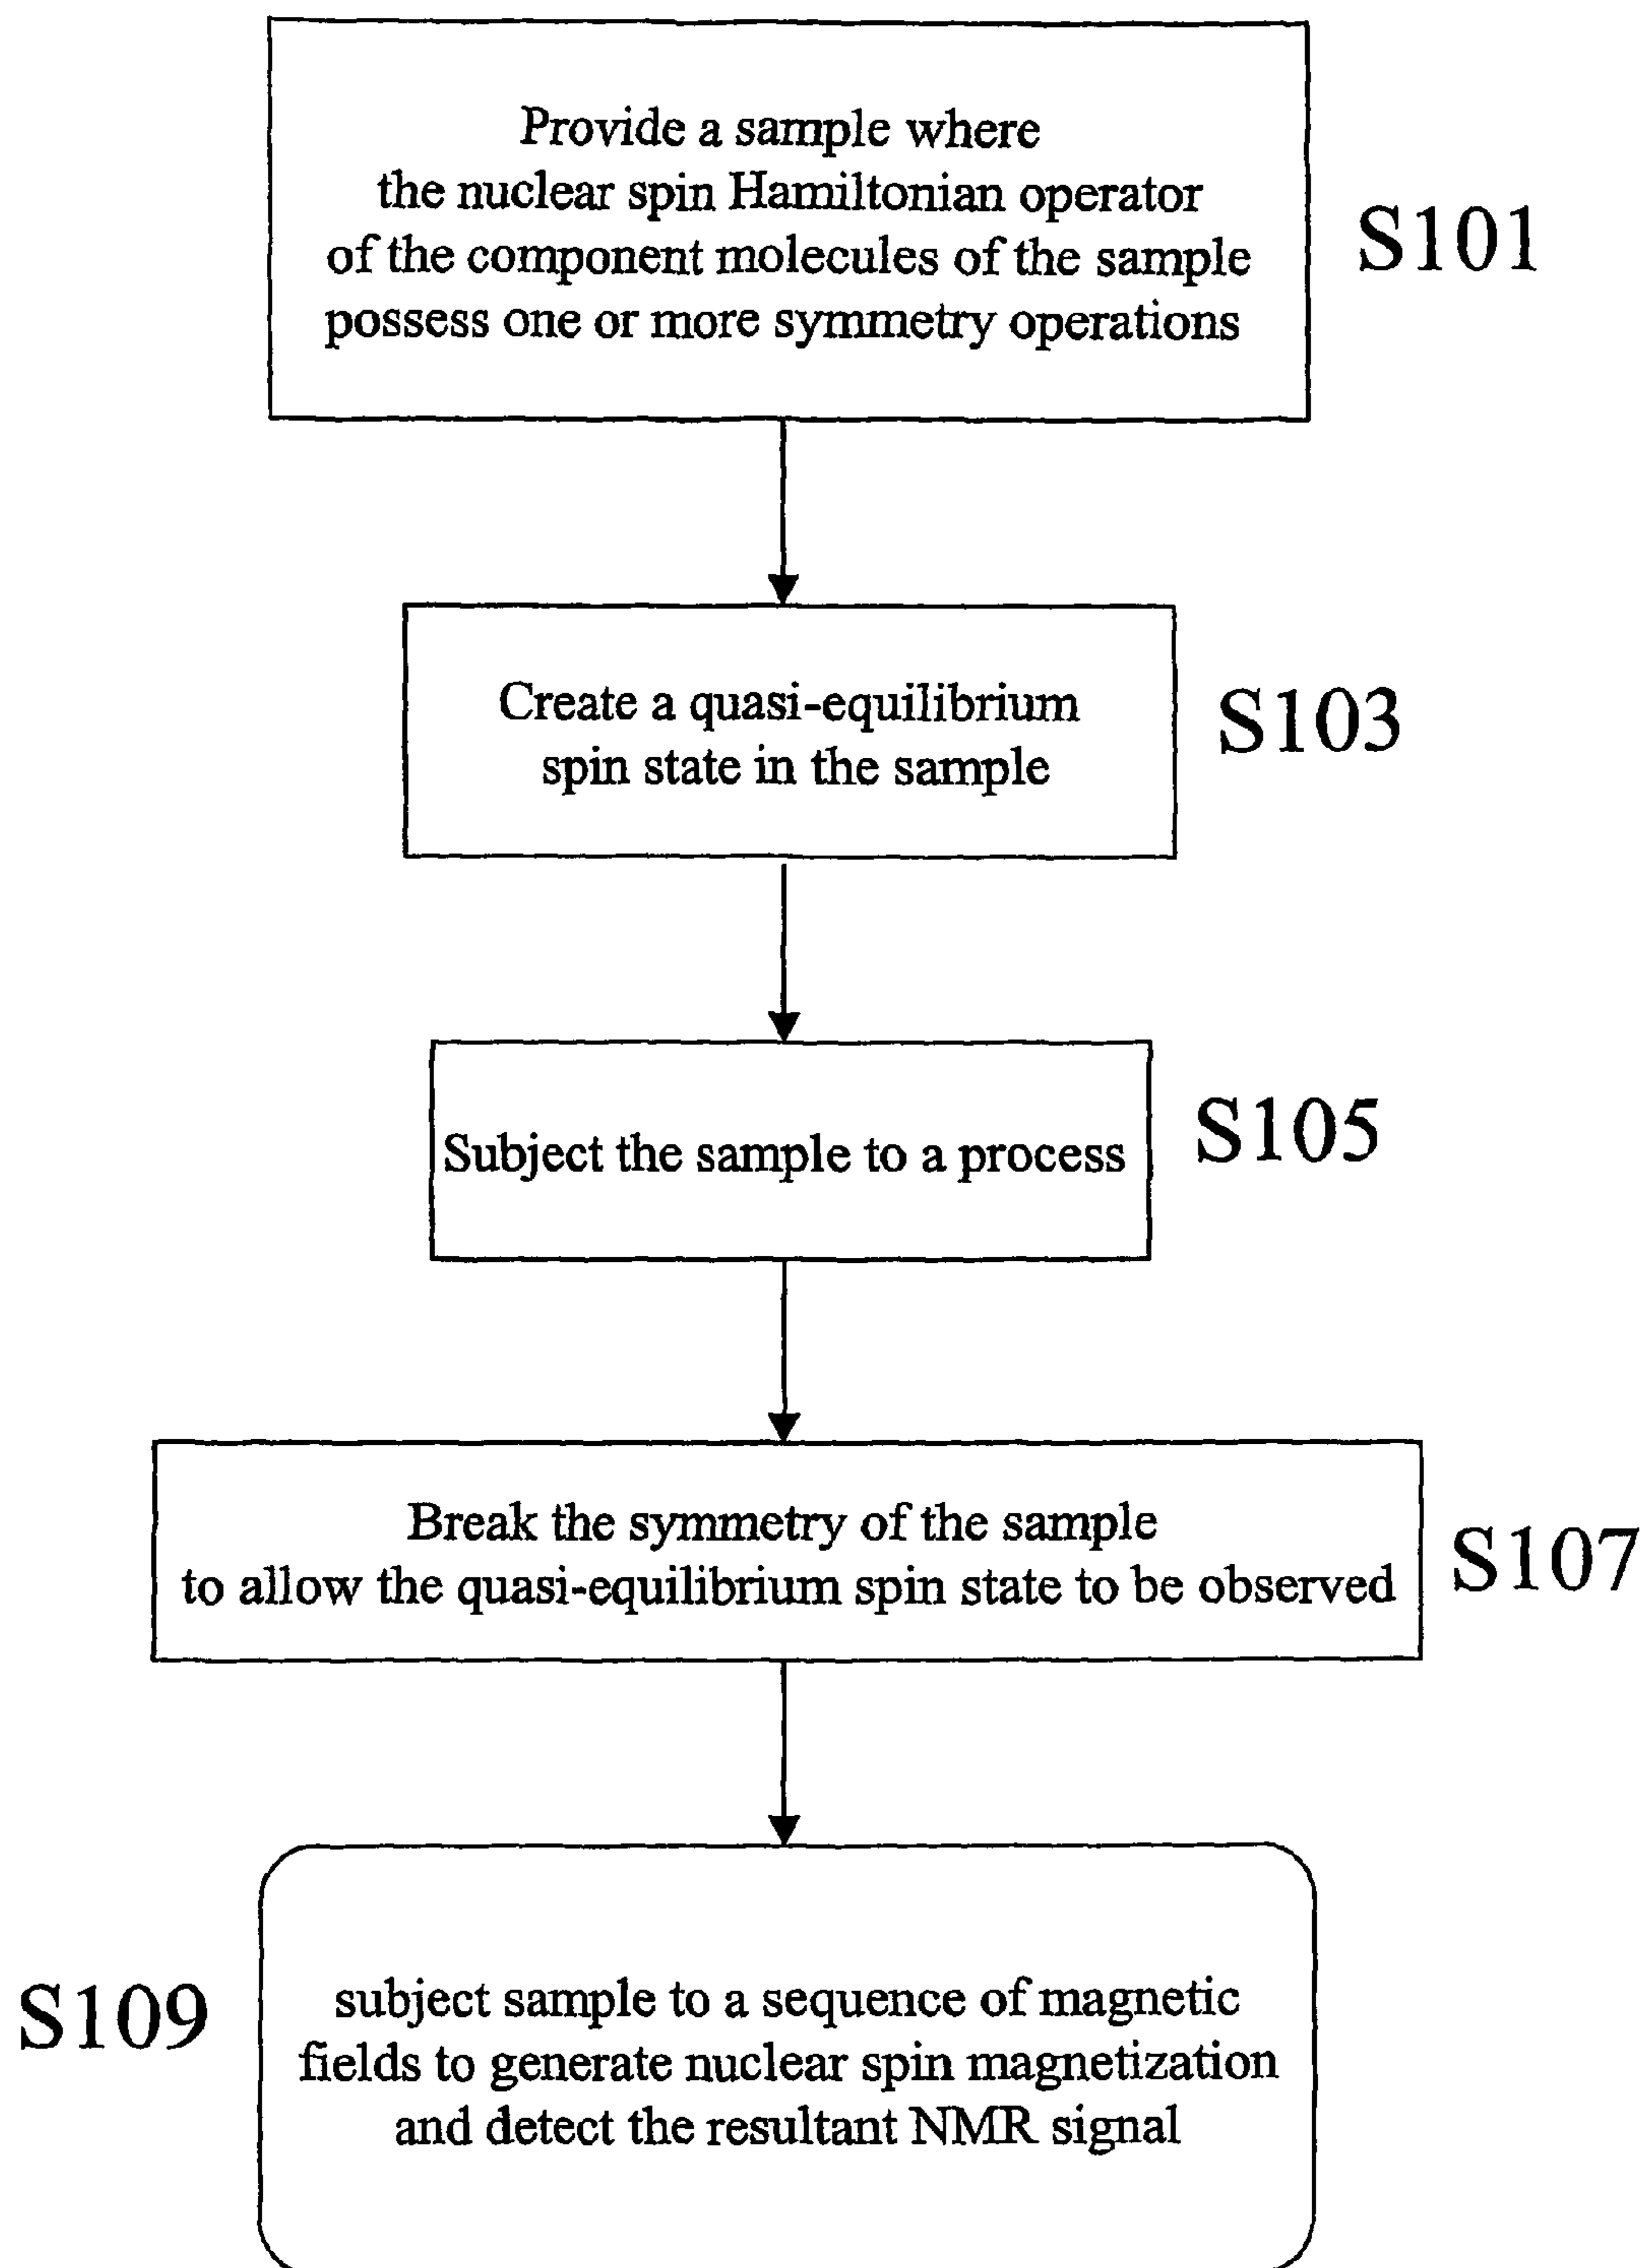 Provide a sample where
the nuclear spin Hamiltonian operator
of the component molecules of the sample
possess one or more symmetry operations
S101
Create a quasi-equilibrium
spin state in the sample
S103
Subject the sample to a process
S105
Break the symmetry of the sample
to allow the quasi-equilibrium spin state to be observed
S107
S109
subject sample to a sequence of magnetic
fields to generate nuclear spin magnetization
and detect the resultant NMR signal